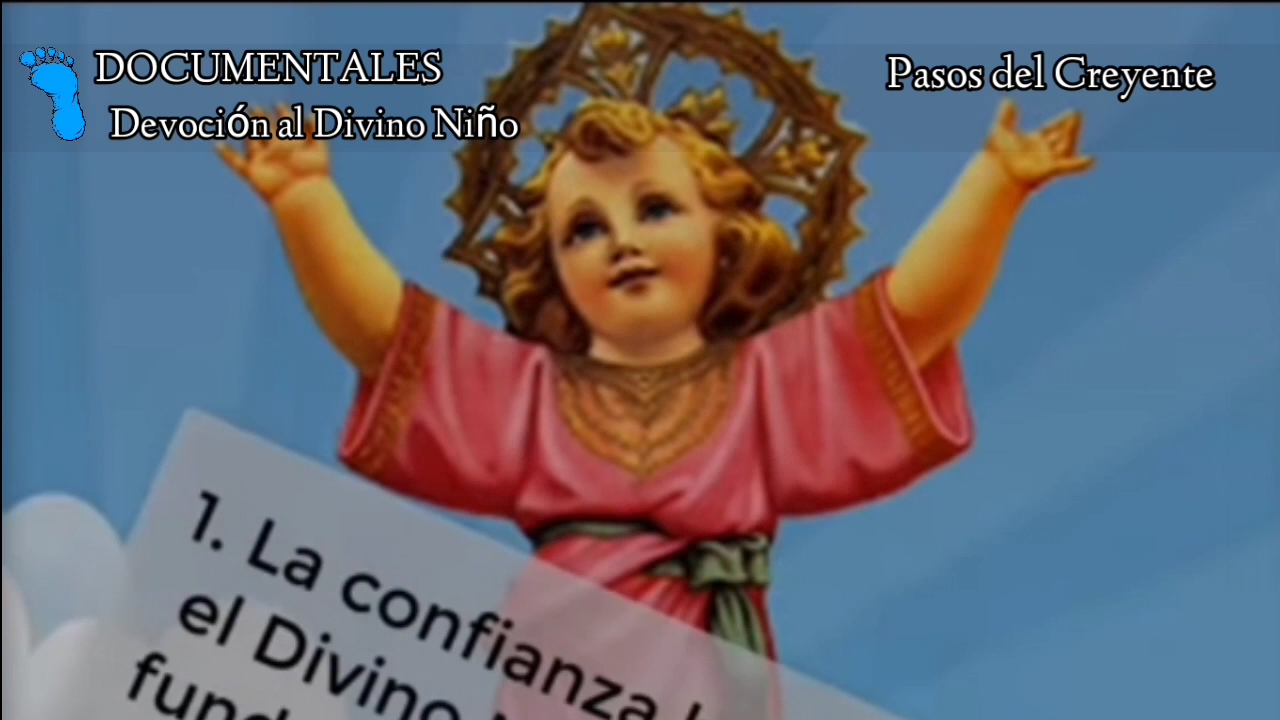 DOCUMENTALES
Devoción al Divino Niño
Pasos del Creyente
1. La confianza
el Divino